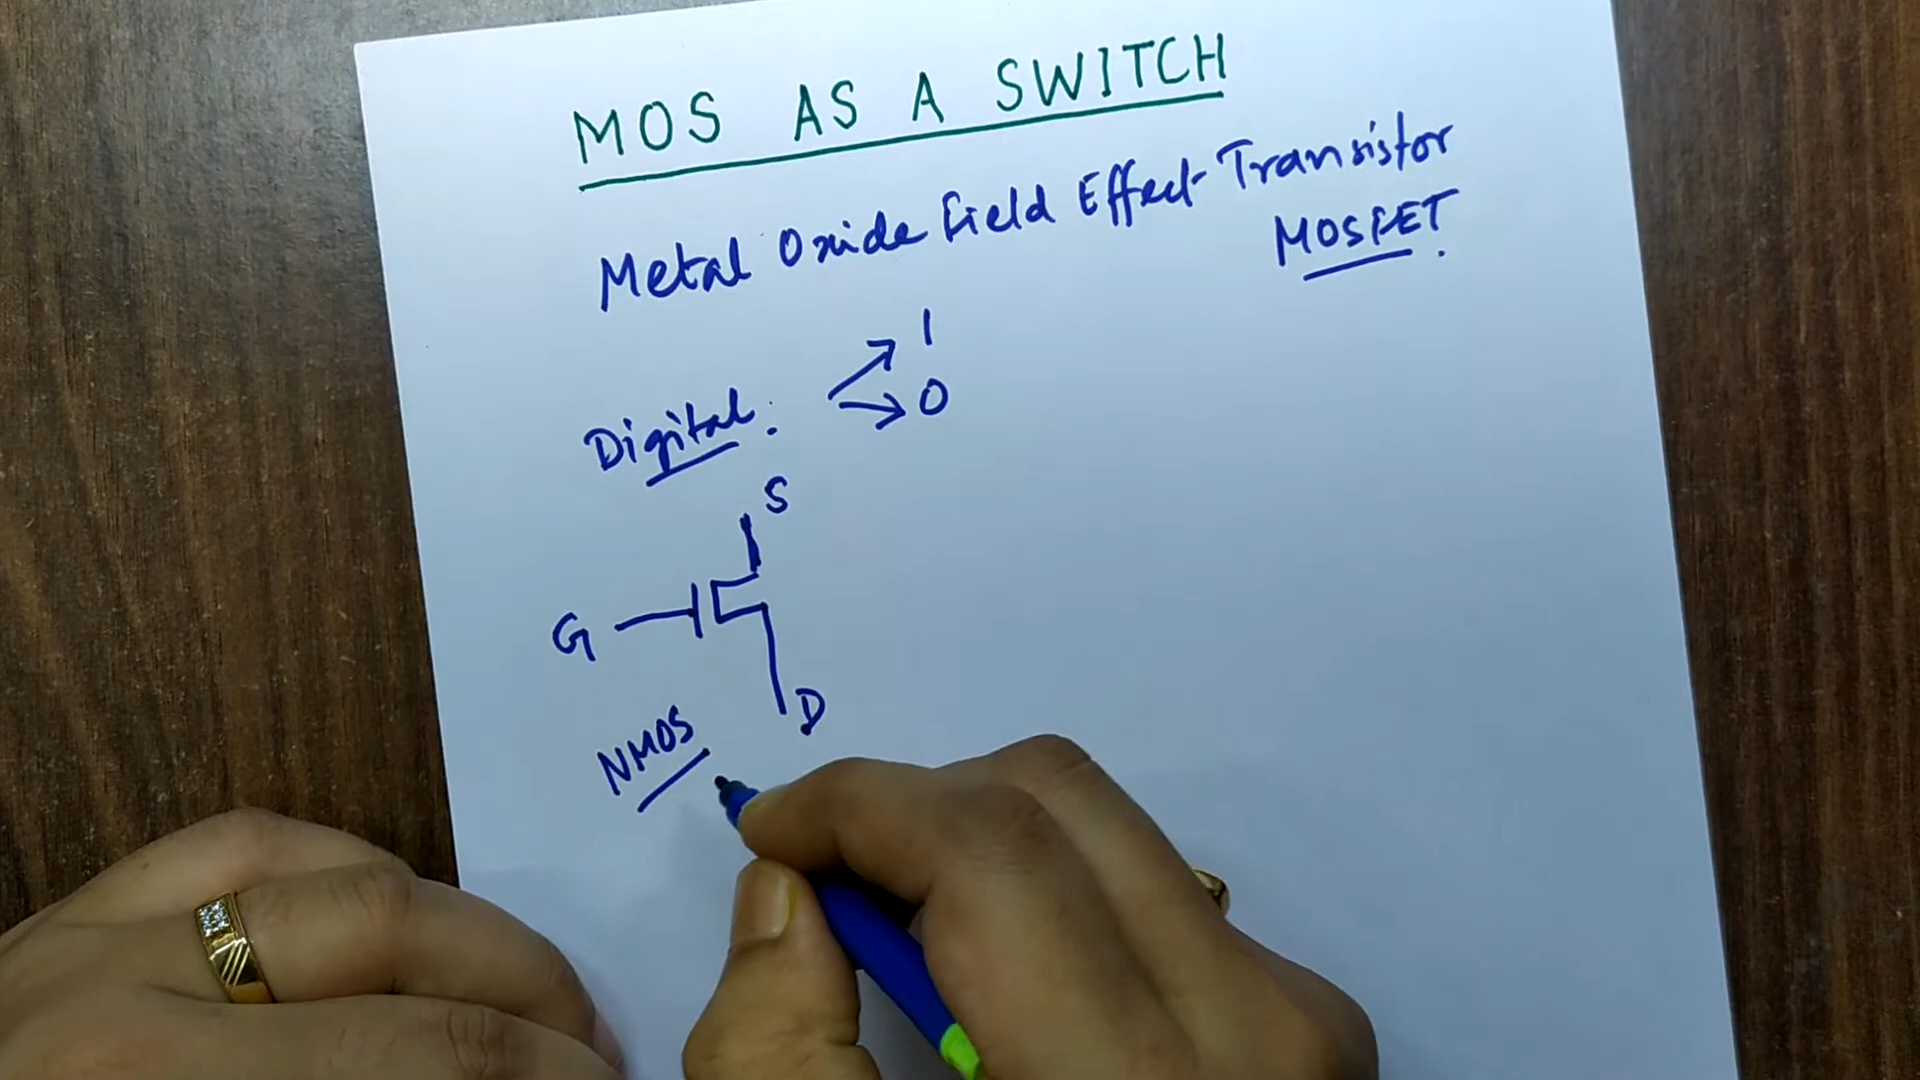 MOS AS A SWITCH
Metal Oxide Field Effect Transistor
MOSFET.
Digital: 1
0
S
G
D
NMOS